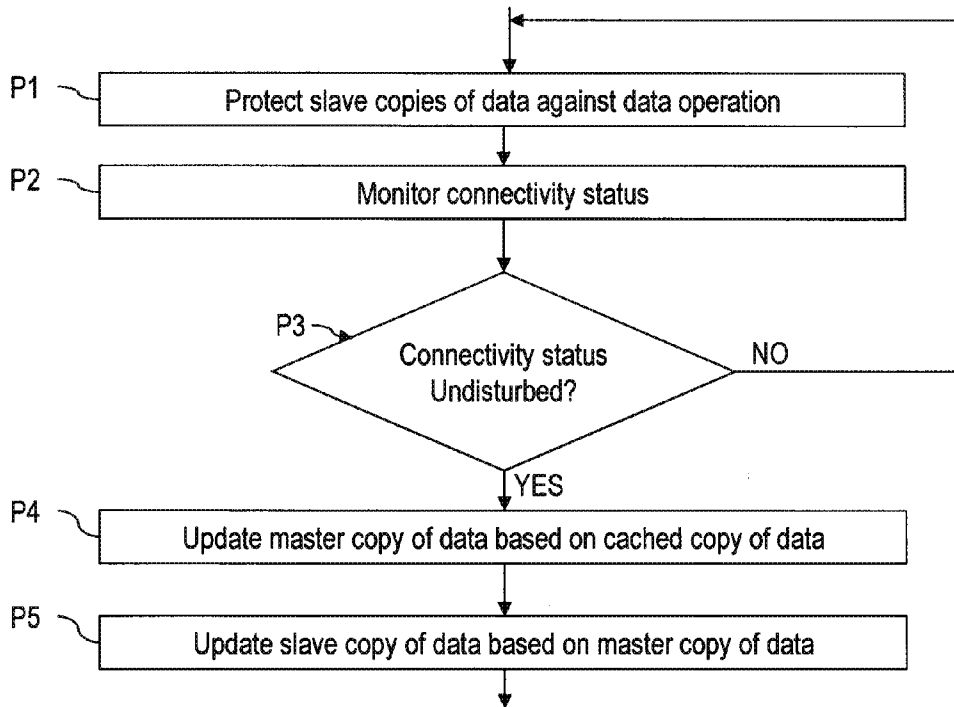 P1
Protect slave copies of data against data operation
P2
Monitor connectivity status
P3
Connectivity status
Undisturbed?
NO
YES
P4
Update master copy of data based on cached copy of data
P5
Update slave copy of data based on master copy of data